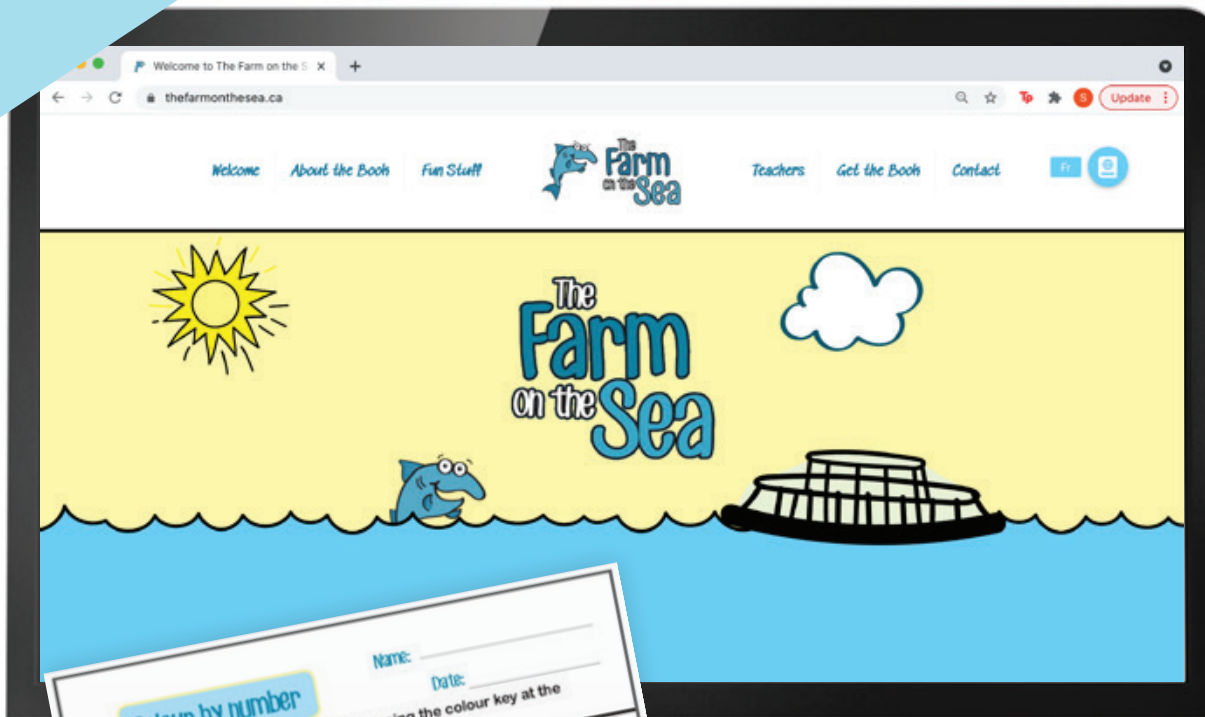 Welcome to The Farm on the S
thefarmonthesea.ca
Update
Welcome About the Book Fun Stuff
The
Farm
on the
Sea
Teachers Get the Book Contact
Fr
The
Farm
on the
Sea
Name:
Date:
by number
the colour key at the